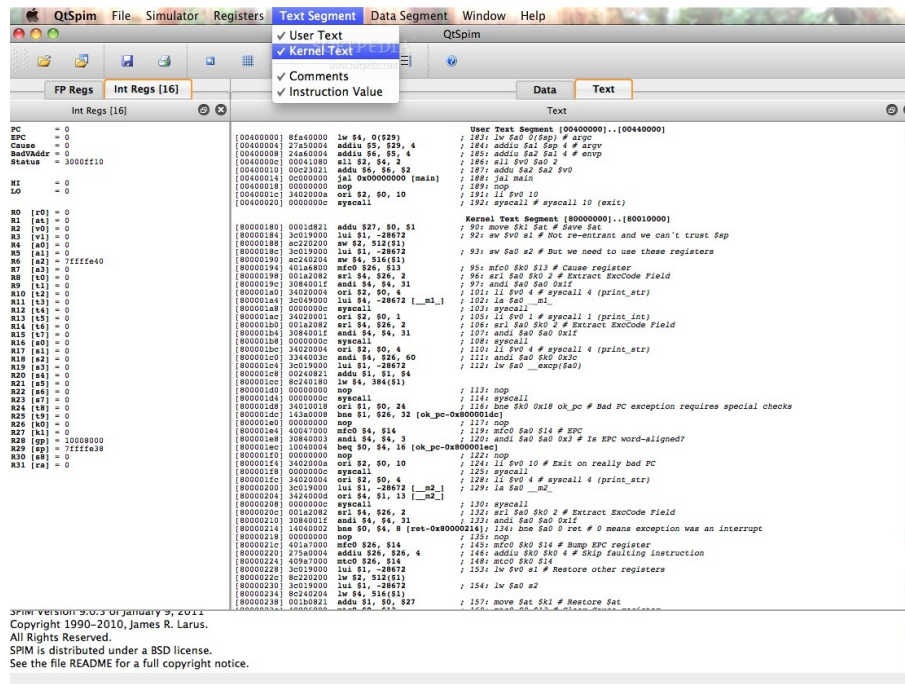 QtSpim File Simulator Registers Text Segment Data Segment Window Help
✓ User Text
✓ Kernel Text
✓ Comments
✓ Instruction Value
QtSpim
FP Regs Int Regs [16] Data Text
Int Regs [16] Text
PC = 0
EPC = 0
Cause = 0
BadVAddr = 0
Status = 3000ff10
HI = 0
LO = 0
R0 [r0] = 0
R1 [at] = 0
R2 [v0] = 0
R3 [v1] = 0
R4 [a0] = 0
R5 [a1] = 0
R6 [a2] = 7ffffe40
R7 [a3] = 0
R8 [t0] = 0
R9 [t1] = 0
R10 [t2] = 0
R11 [t3] = 0
R12 [t4] = 0
R13 [t5] = 0
R14 [t6] = 0
R15 [t7] = 0
R16 [s0] = 0
R17 [s1] = 0
R18 [s2] = 0
R19 [s3] = 0
R20 [s4] = 0
R21 [s5] = 0
R22 [s6] = 0
R23 [s7] = 0
R24 [t8] = 0
R25 [t9] = 0
R26 [k0] = 0
R27 [k1] = 0
R28 [gp] = 10008000
R29 [sp] = 7ffffe38
R30 [s8] = 0
R31 [ra] = 0
User Text Segment [00400000]..[00440000]
[00400000] 8fa40000 lw $4, 0($29) ; 183: lw $a0 0($sp) # argc
[00400004] 27a50004 addiu $5, $29, 4 ; 184: addiu $a1 $sp 4 # argv
[00400008] 24a60004 addiu $6, $5, 4 ; 185: addiu $a2 $a1 4 # envp
[0040000c] 00041080 sll $2, $4, 2 ; 186: sll $v0 $a0 2
[00400010] 00c23021 addu $6, $6, $2 ; 187: addu $a2 $a2 $v0
[00400014] 0c000000 jal 0x00000000 [main] ; 188: jal main
[00400018] 00000000 nop ; 189: nop
[0040001c] 3402000a ori $2, $0, 10 ; 191: li $v0 10
[00400020] 0000000c syscall ; 192: syscall # syscall 10 (exit)
Kernel Text Segment [80000000]..[80010000]
[80000180] 0001d821 addu $27, $0, $1 ; 90: move $k1 $at # Save $at
[80000184] 3c019000 lui $1, -28672 ; 92: sw $v0 s1 # Not re-entrant and we can't trust $sp
[80000188] ac220200 sw $2, 512($1)
[8000018c] 3c019000 lui $1, -28672 ; 93: sw $a0 s2 # But we need to use these registers
[80000190] ac240204 sw $4, 516($1)
[80000194] 401a6800 mfc0 $26, $13 ; 95: mfc0 $k0 $13 # Cause register
[80000198] 001a2082 srl $4, $26, 2 ; 96: srl $a0 $k0 2 # Extract ExcCode Field
[8000019c] 3084001f andi $4, $4, 31 ; 97: andi $a0 $a0 0x1f
[800001a0] 34020004 ori $2, $0, 4 ; 101: li $v0 4 # syscall 4 (print_str)
[800001a4] 3c049000 lui $4, -28672 [__m1_] ; 102: la $a0 __m1_
[800001a8] 0000000c syscall ; 103: syscall
[800001ac] 34020001 ori $2, $0, 1 ; 105: li $v0 1 # syscall 1 (print_int)
[800001b0] 001a2082 srl $4, $26, 2 ; 106: srl $a0 $k0 2 # Extract ExcCode Field
[800001b4] 3084001f andi $4, $4, 31 ; 107: andi $a0 $a0 0x1f
[800001b8] 0000000c syscall ; 108: syscall
[800001bc] 34020004 ori $2, $0, 4 ; 110: li $v0 4 # syscall 4 (print_str)
[800001c0] 3344003c andi $4, $26, 60 ; 111: andi $a0 $k0 0x3c
[800001c4] 3c019000 lui $1, -28672 ; 112: lw $a0 __excp($a0)
[800001c8] 00240821 addu $1, $1, $4
[800001cc] 8c240180 lw $4, 384($1)
[800001d0] 00000000 nop ; 113: nop
[800001d4] 0000000c syscall ; 114: syscall
[800001d8] 34010018 ori $1, $0, 24 ; 116: bne $k0 0x18 ok_pc # Bad PC exception requires special checks
[800001dc] 143a0008 bne $1, $26, 32 [ok_pc-0x800001dc]
[800001e0] 00000000 nop ; 117: nop
[800001e4] 40047000 mfc0 $4, $14 ; 119: mfc0 $a0 $14 # EPC
[800001e8] 30840003 andi $4, $4, 3 ; 120: andi $a0 $a0 0x3 # Is EPC word-aligned?
[800001ec] 10040004 beq $0, $4, 16 [ok_pc-0x800001ec]
[800001f0] 00000000 nop ; 122: nop
[800001f4] 3402000a ori $2, $0, 10 ; 124: li $v0 10 # Exit on really bad PC
[800001f8] 0000000c syscall ; 125: syscall
[800001fc] 34020004 ori $2, $0, 4 ; 128: li $v0 4 # syscall 4 (print_str)
[80000200] 3c019000 lui $1, -28672 [__m2_] ; 129: la $a0 __m2_
[80000204] 3424000d ori $4, $1, 13 [__m2_]
[80000208] 0000000c syscall ; 130: syscall
[8000020c] 001a2082 srl $4, $26, 2 ; 132: srl $a0 $k0 2 # Extract ExcCode Field
[80000210] 3084001f andi $4, $4, 31 ; 133: andi $a0 $a0 0x1f
[80000214] 14040002 bne $0, $4, 8 [ret-0x80000214]; 134: bne $a0 0 ret # 0 means exception was an interrupt
[80000218] 00000000 nop ; 135: nop
[8000021c] 401a7000 mfc0 $26, $14 ; 145: mfc0 $k0 $14 # Bump EPC register
[80000220] 275a0004 addiu $26, $26, 4 ; 146: addiu $k0 $k0 4 # Skip faulting instruction
[80000224] 409a7000 mtc0 $26, $14 ; 148: mtc0 $k0 $14
[80000228] 3c019000 lui $1, -28672 ; 153: lw $v0 s1 # Restore other registers
[8000022c] 8c220200 lw $2, 512($1)
[80000230] 3c019000 lui $1, -28672 ; 154: lw $a0 s2
[80000234] 8c240204 lw $4, 516($1)
[80000238] 001b0821 addu $1, $0, $27 ; 157: move $at $k1 # Restore $at
SPIM Version 9.0.3 of January 9, 2011
Copyright 1990-2010, James R. Larus.
All Rights Reserved.
SPIM is distributed under a BSD license.
See the file README for a full copyright notice.